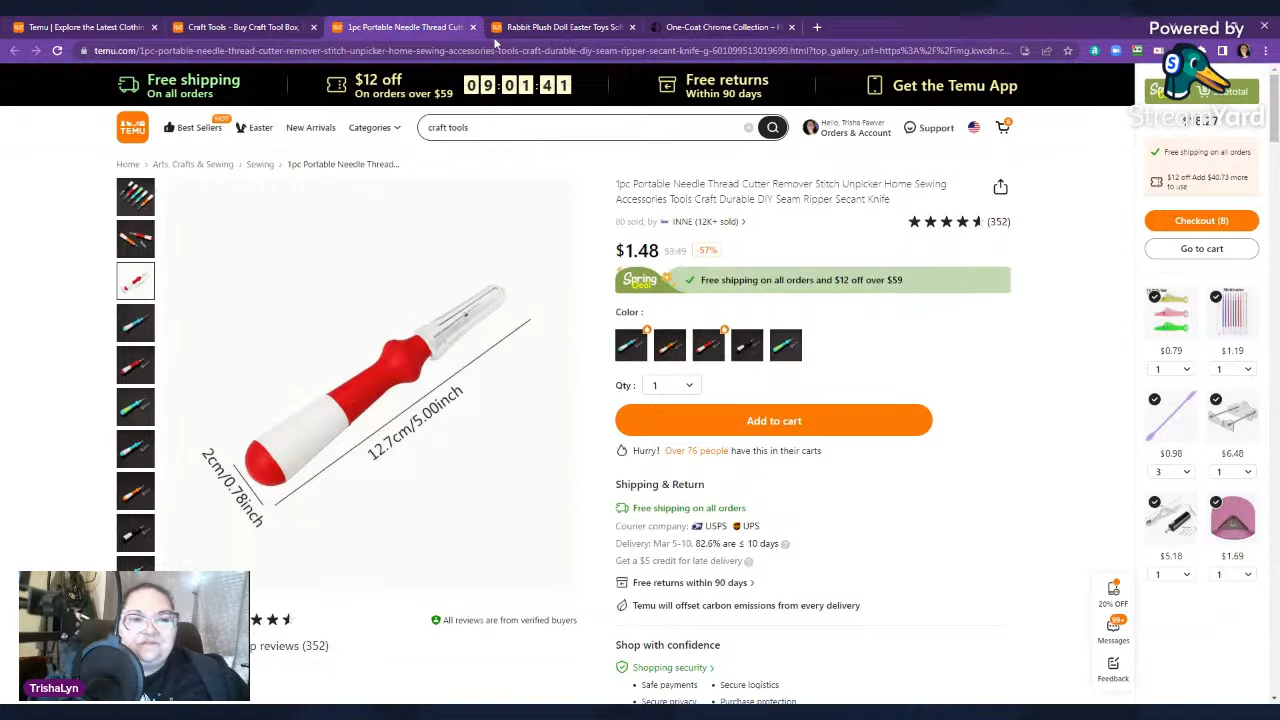 Temu | Explore the Latest Clothin
Craft Tools - Buy Craft Tool Box,
1pc Portable Needle Thread Cutt
Rabbit Plush Doll Easter Toys Sof
One-Coat Chrome Collection – H
Powered by
StreamYard
temu.com/1pc-portable-needle-thread-cutter-remover-stitch-unpicker-home-sewing-accessories-tools-craft-durable-diy-seam-ripper-secant-knife-g-601099513019699.html?top_gallery_url=https%3A%2F%2Fimg.kwcdn.c...
Free shipping
On all orders
$12 off
On orders over $59
09:01:41
Free returns
Within 90 days
Get the Temu App
TEMU
Best Sellers
HOT
Easter
New Arrivals
Categories
craft tools
Hello, Trisha Fawver
Orders & Account
Support
8
Home > Arts, Crafts & Sewing > Sewing > 1pc Portable Needle Thread...
12.7cm/5.00inch
2cm/0.78inch
1pc Portable Needle Thread Cutter Remover Stitch Unpicker Home Sewing
Accessories Tools Craft Durable DIY Seam Ripper Secant Knife
80 sold, by INNE (12K+ sold) >
(352)
$1.48 $3.49 -57%
Spring Deal
Free shipping on all orders and $12 off over $59
Color :
Qty : 1
Add to cart
Hurry! Over 76 people have this in their carts
Shipping & Return
Free shipping on all orders
Courier company: USPS UPS
Delivery: Mar 5-10, 82.6% are ≤ 10 days
Get a $5 credit for late delivery
Free returns within 90 days >
Temu will offset carbon emissions from every delivery
Shop with confidence
Shopping security >
• Safe payments • Secure logistics
• Secure privacy • Purchase protection
All reviews are from verified buyers
p reviews (352)
TrishaLyn
Free shipping on all orders
$12 off Add $40.73 more
to use
Checkout (8)
Go to cart
$0.79
$1.19
1
1
$0.98
$6.48
3
1
$5.18
$1.69
1
1
20% OFF
99+
Messages
Feedback